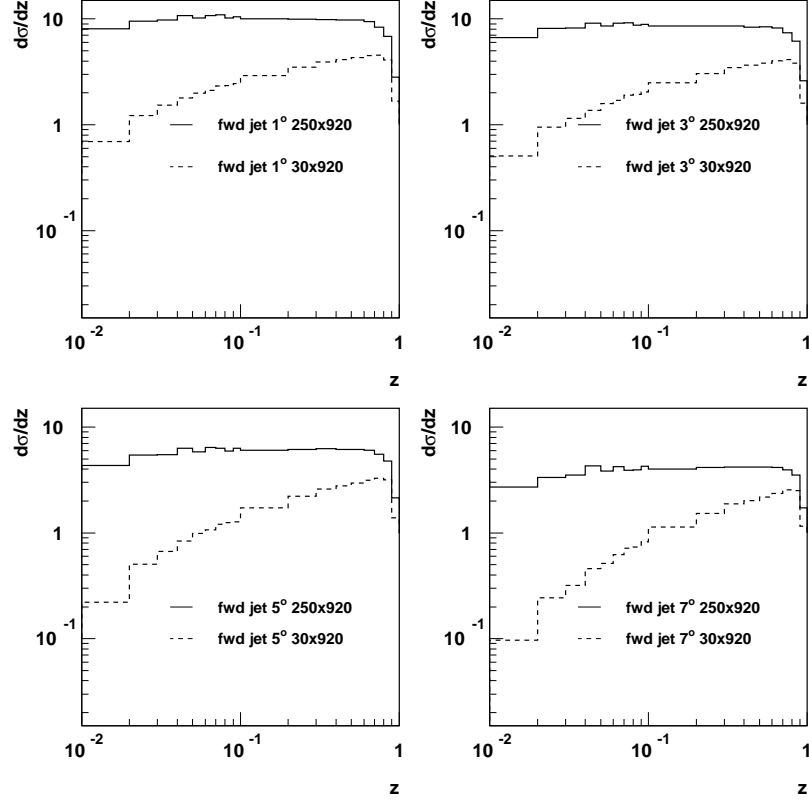 dσ/dz
10
1
10⁻¹
fwd jet 1° 250x920
fwd jet 1° 30x920
10⁻² 10⁻¹ 1
z
dσ/dz
10
1
10⁻¹
fwd jet 3° 250x920
fwd jet 3° 30x920
10⁻² 10⁻¹ 1
z
dσ/dz
10
1
10⁻¹
fwd jet 5° 250x920
fwd jet 5° 30x920
10⁻² 10⁻¹ 1
z
dσ/dz
10
1
10⁻¹
fwd jet 7° 250x920
fwd jet 7° 30x920
10⁻² 10⁻¹ 1
z